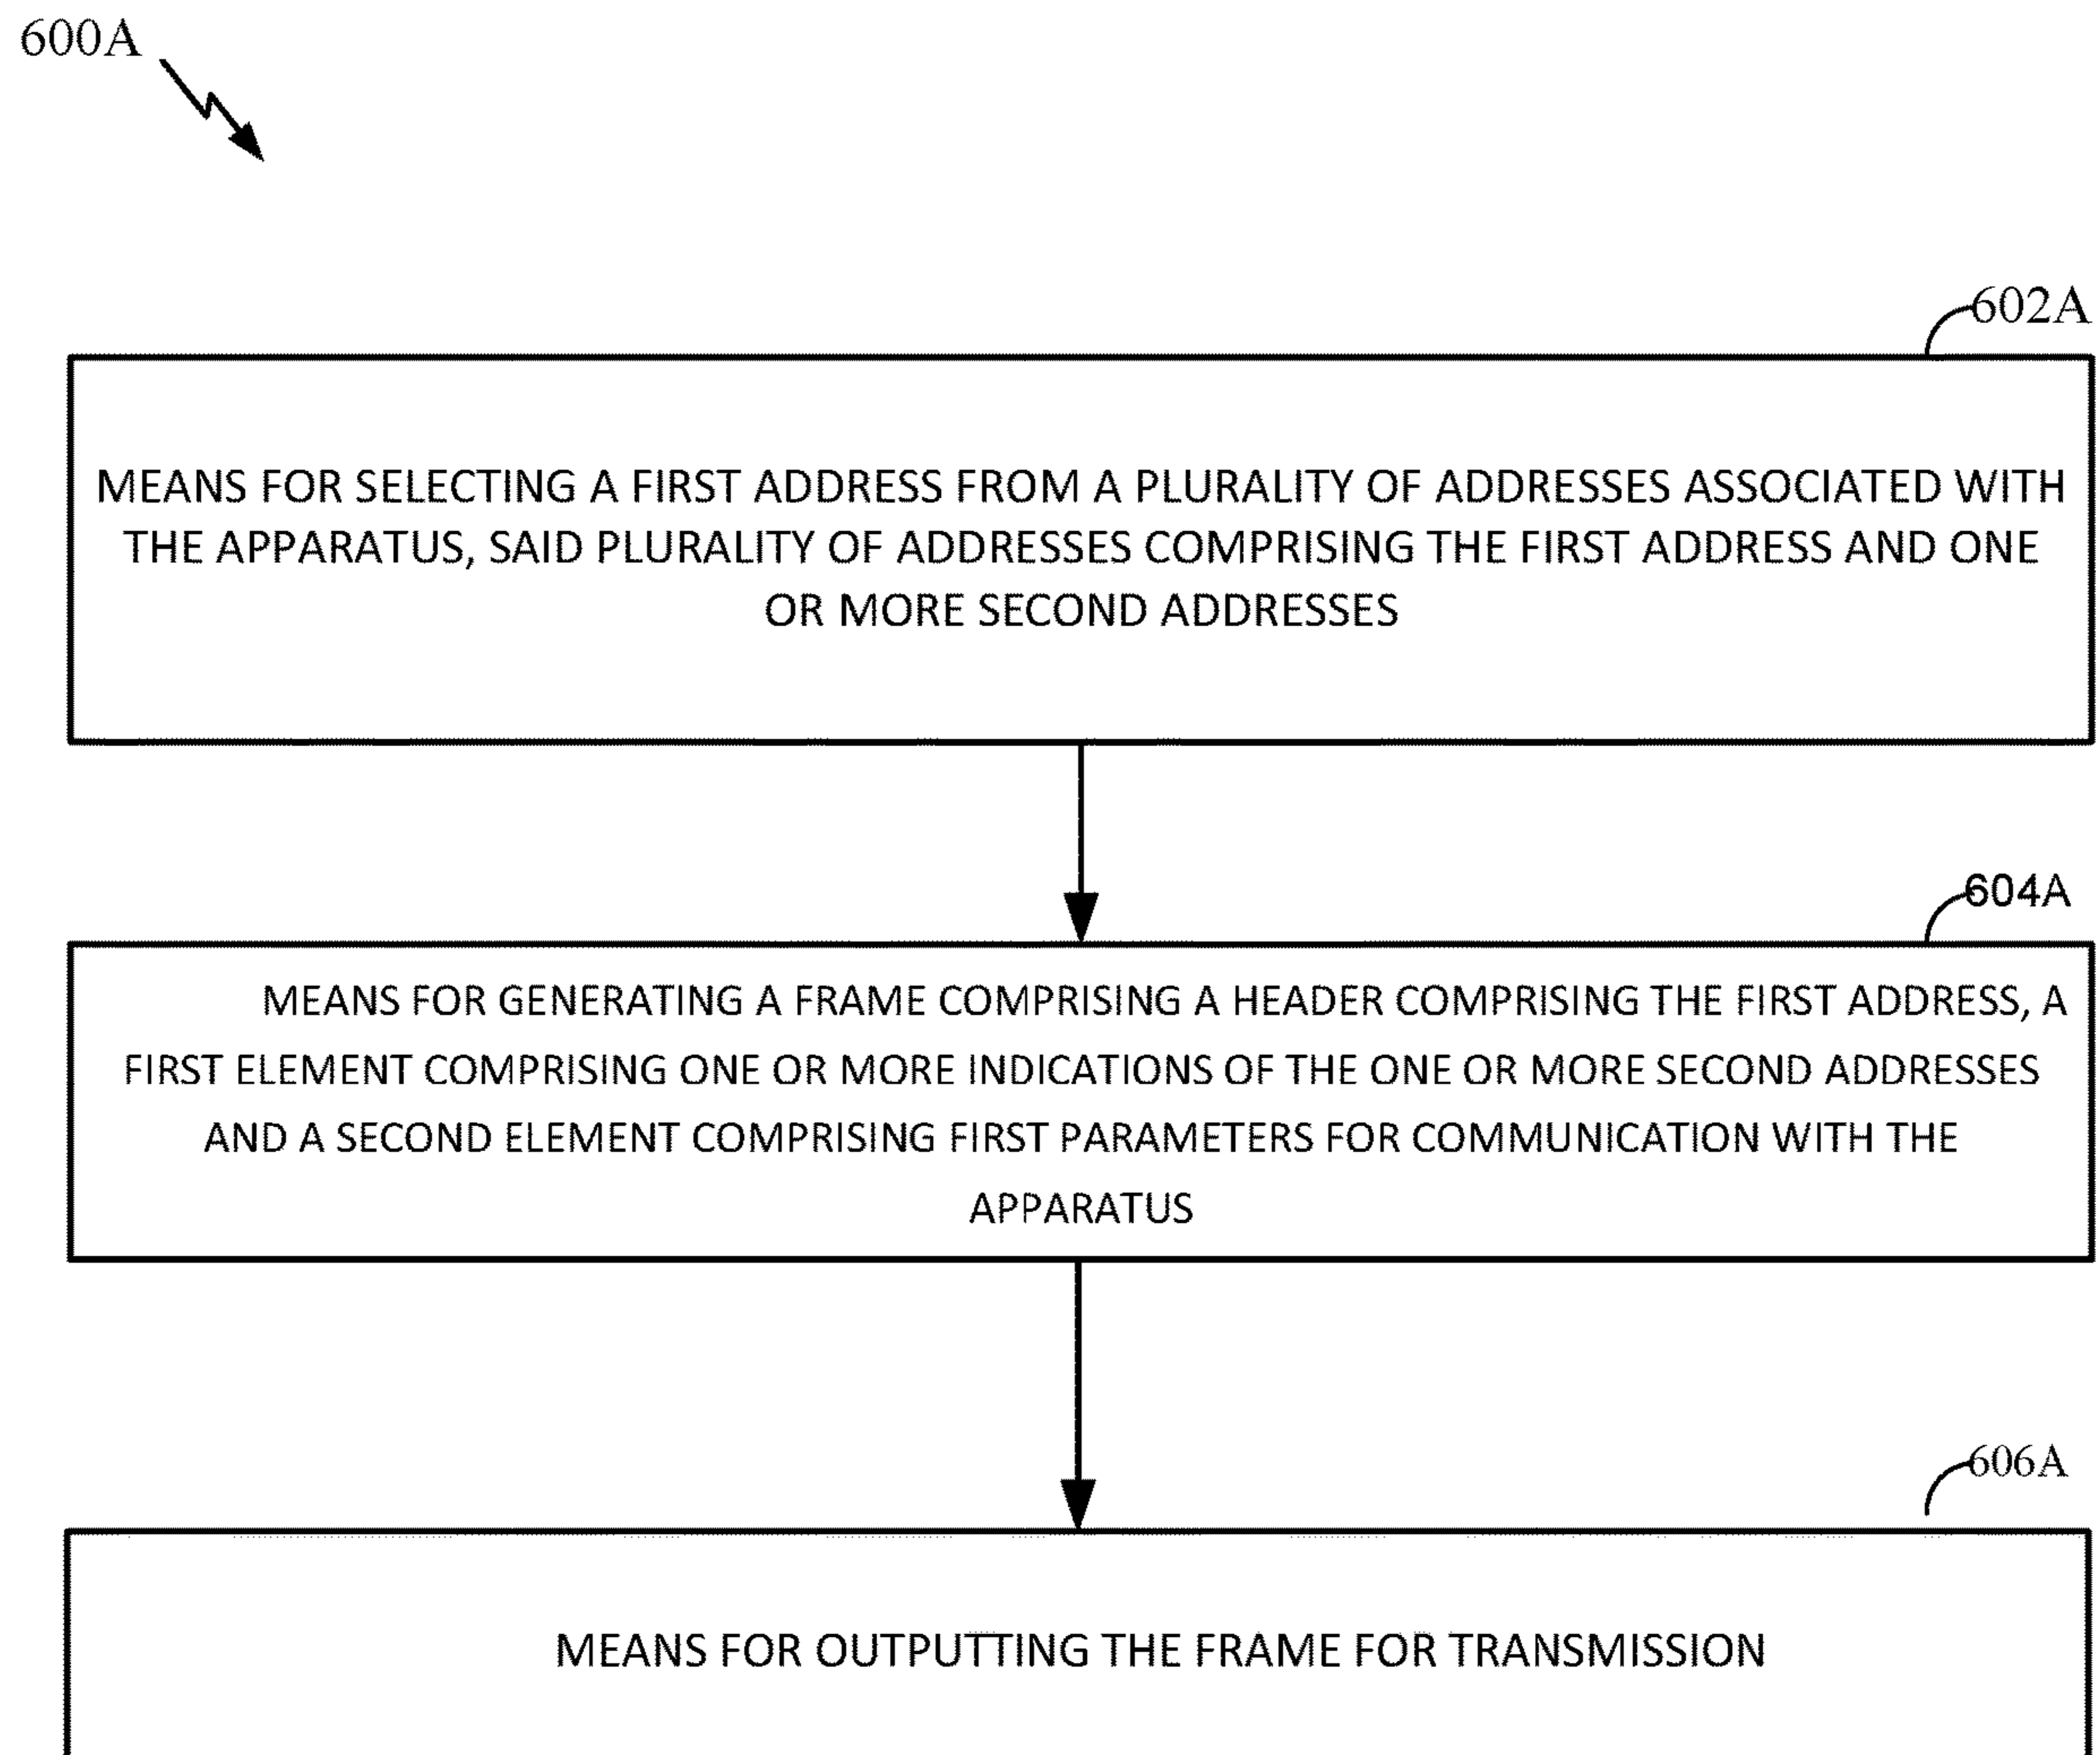 600A
602A
MEANS FOR SELECTING A FIRST ADDRESS FROM A PLURALITY OF ADDRESSES ASSOCIATED WITH
THE APPARATUS, SAID PLURALITY OF ADDRESSES COMPRISING THE FIRST ADDRESS AND ONE
OR MORE SECOND ADDRESSES
604A
MEANS FOR GENERATING A FRAME COMPRISING A HEADER COMPRISING THE FIRST ADDRESS, A
FIRST ELEMENT COMPRISING ONE OR MORE INDICATIONS OF THE ONE OR MORE SECOND ADDRESSES
AND A SECOND ELEMENT COMPRISING FIRST PARAMETERS FOR COMMUNICATION WITH THE
APPARATUS
606A
MEANS FOR OUTPUTTING THE FRAME FOR TRANSMISSION